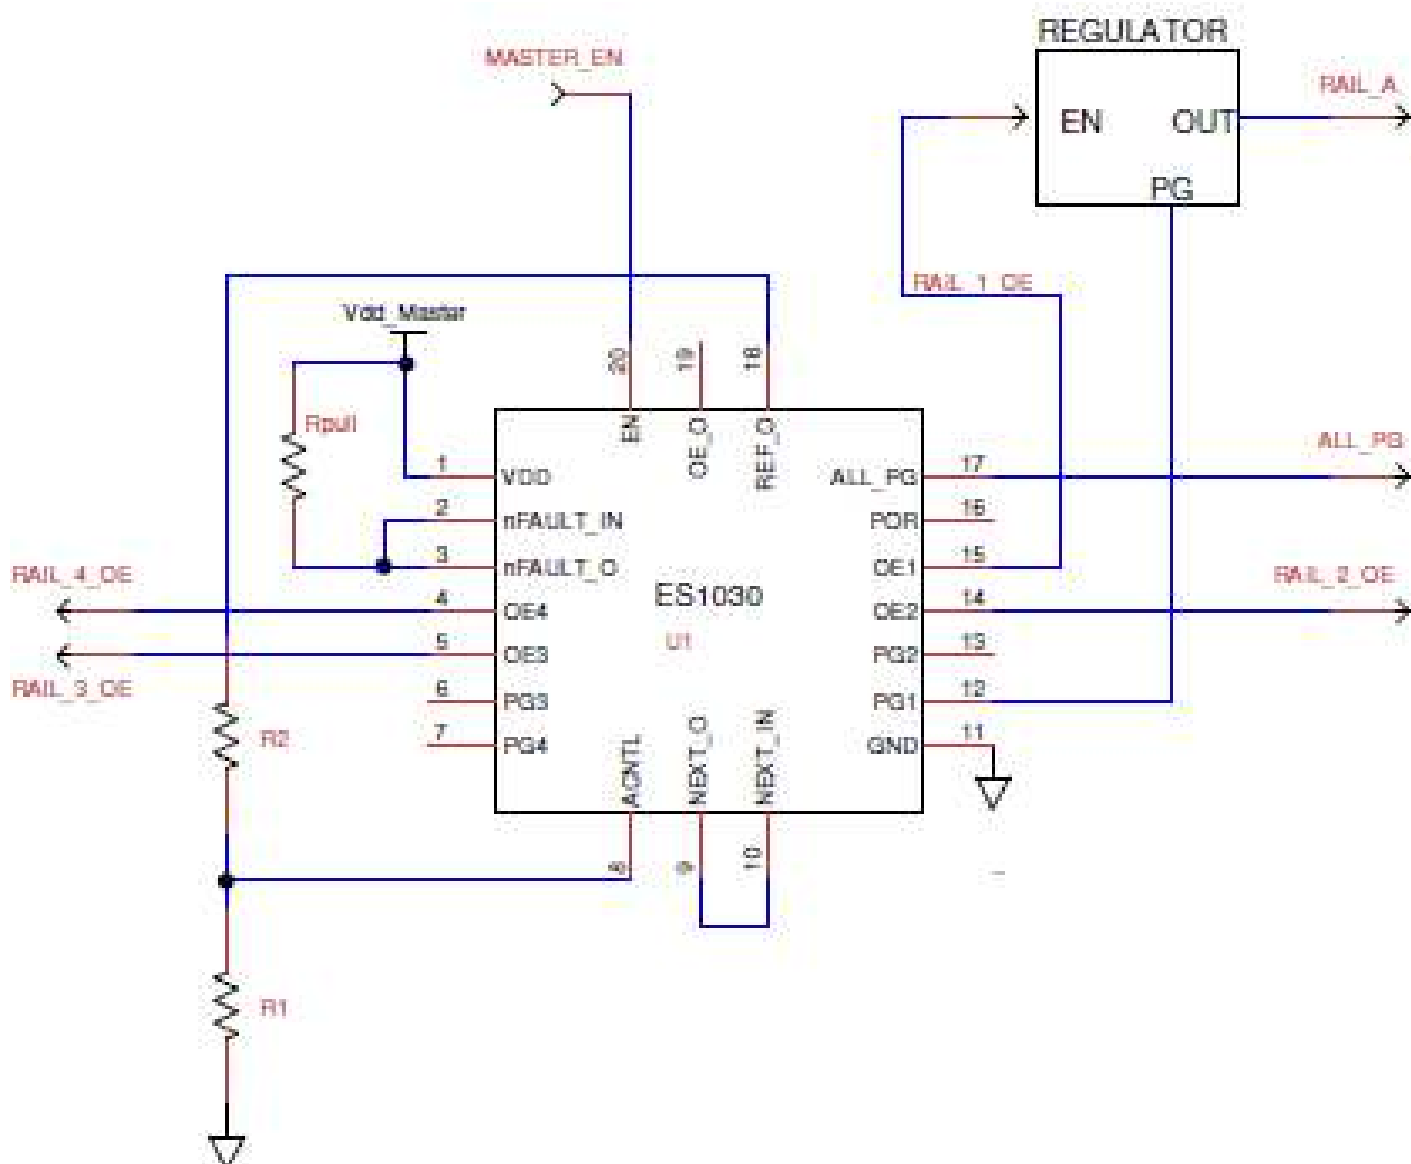 REGULATOR
MASTER_EN
RAIL_A
EN OUT
PG
RAIL_1_OE
Vdd_Master
20 19 18
Rpull
EN OE_O REF_O
ALL_PG
1 VDD ALL_PG 17
2 nFAULT_IN POR 16
3 nFAULT_O OE1 15
RAIL_4_OE
RAIL_2_OE
ES1030
4 OE4 OE2 14
U1
5 OE3 PG2 13
RAIL_3_OE
6 PG3 PG1 12
R2
7 PG4 GND 11
ACNTL NEXT_O NEXT_IN
8 9 10
R1